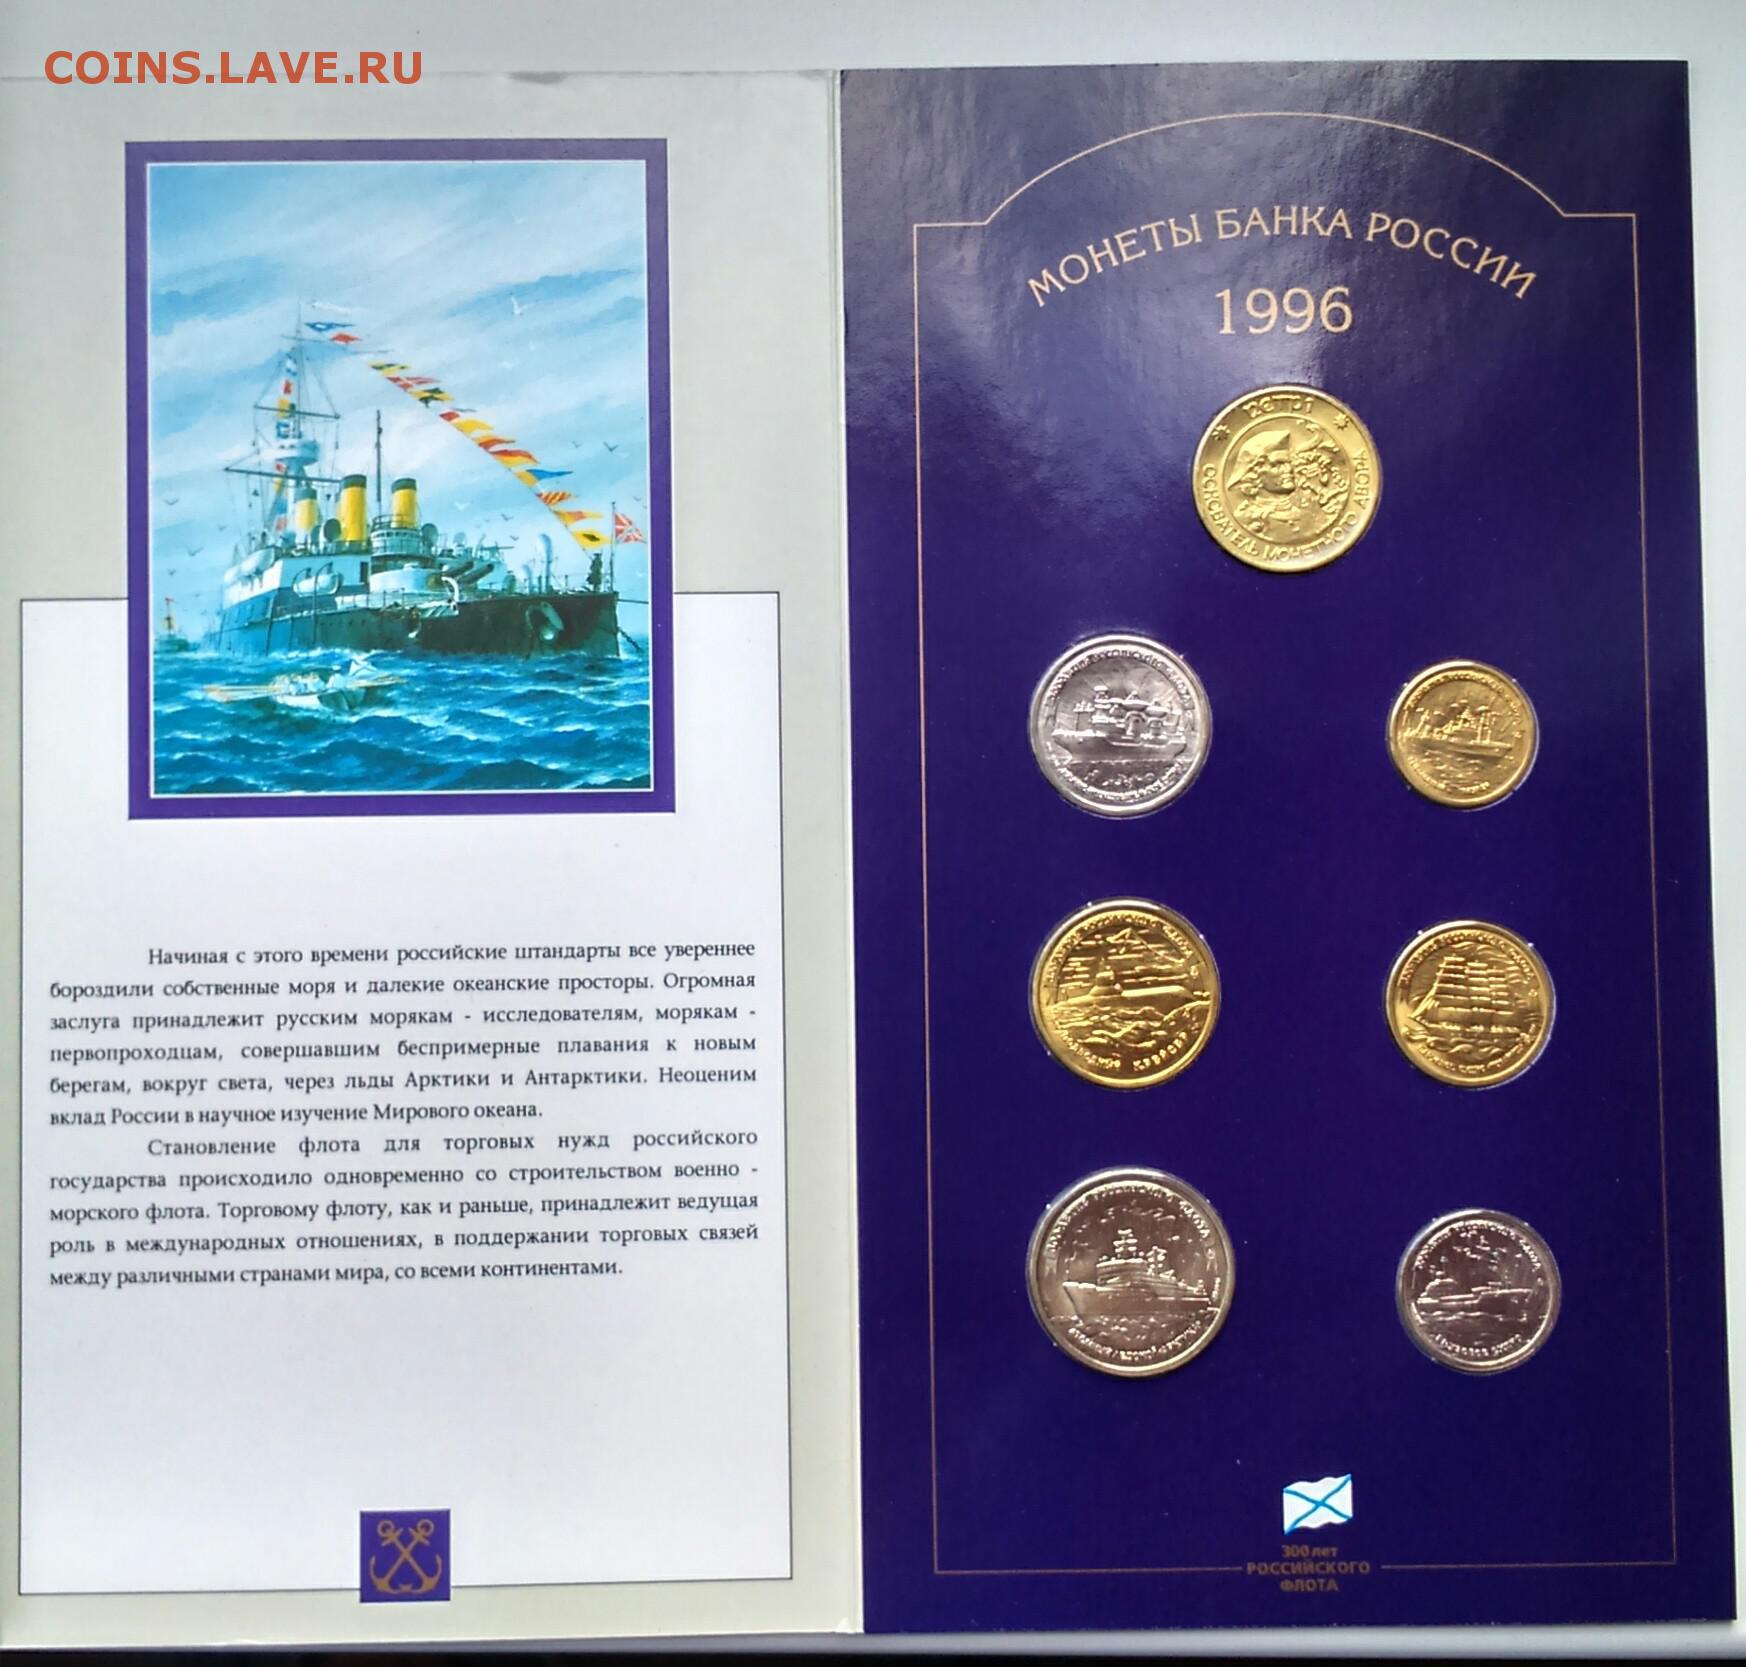 COINS.LAVE.RU
Начиная с этого времени российские штандарты все увереннее
бороздили собственные моря и далекие океанские просторы. Огромная
заслуга принадлежит русским морякам - исследователям, морякам -
первопроходцам, совершавшим беспримерные плавания к новым
берегам, вокруг света, через льды Арктики и Антарктики. Неоценим
вклад России в научное изучение Мирового океана.
Становление флота для торговых нужд российского
государства происходило одновременно со строительством военно -
морского флота. Торговому флоту, как и раньше, принадлежит ведущая
роль в международных отношениях, в поддержании торговых связей
между различными странами мира, со всеми континентами.
МОНЕТЫ БАНКА РОССИИ
1996
ПЕТР I
ОСНОВАТЕЛЬ МОНЕТНОГО ДВОРА
300 лет
РОССИЙСКОГО
ФЛОТА